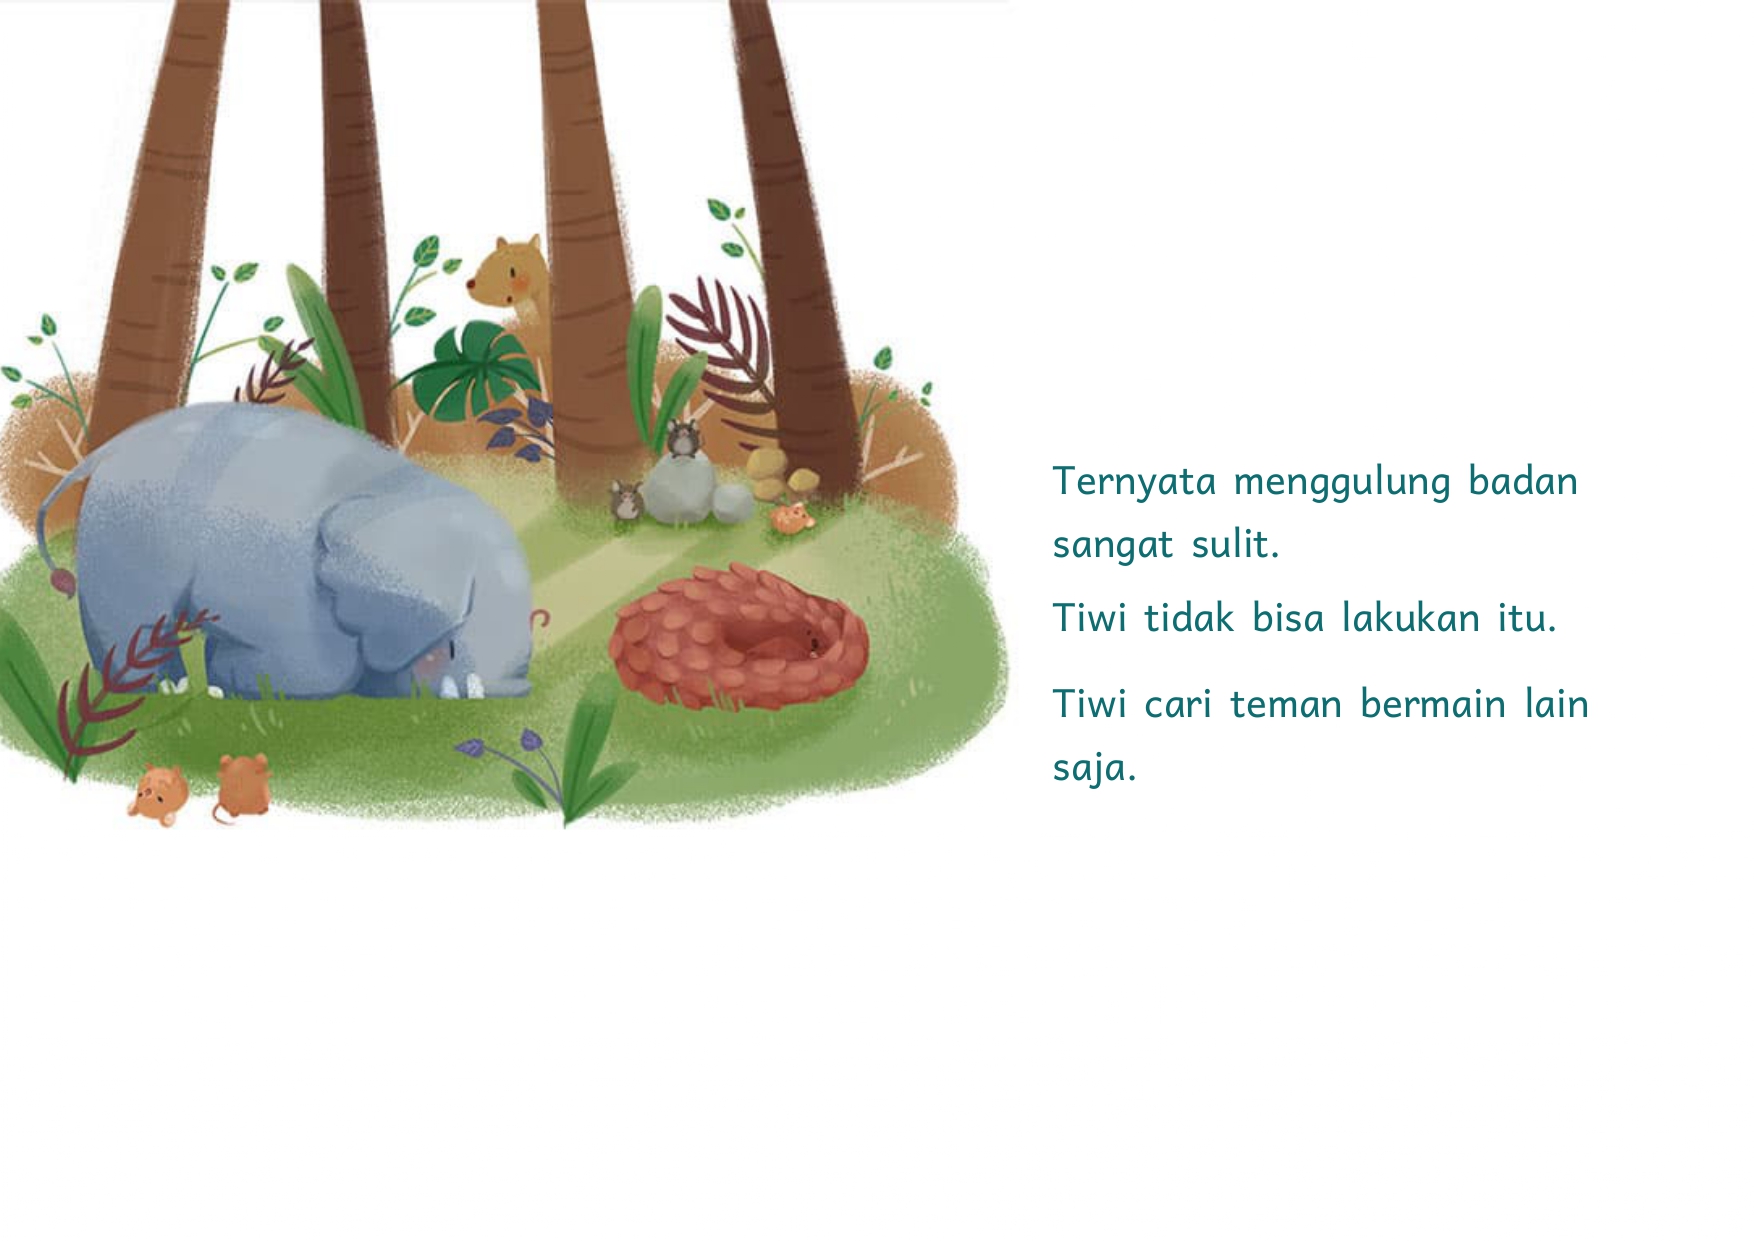 Ternyata menggulung badan
sangat sulit.
Tiwi tidak bisa lakukan itu.
Tiwi cari teman bermain lain
saja.